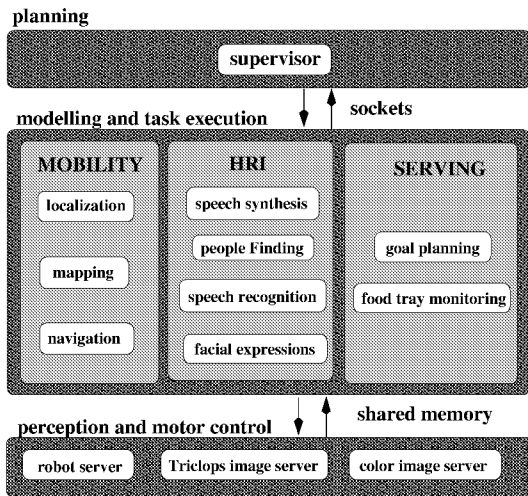 planning
supervisor
sockets
modelling and task execution
MOBILITY
localization
mapping
navigation
HRI
speech synthesis
people Finding
speech recognition
facial expressions
SERVING
goal planning
food tray monitoring
shared memory
perception and motor control
robot server
Triclops image server
color image server